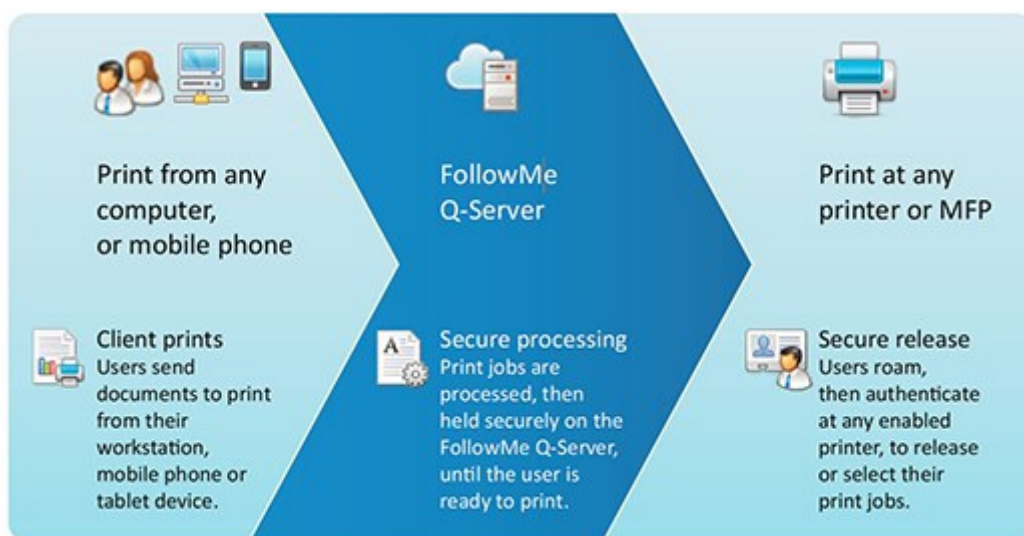 Print from any
computer,
or mobile phone
Client prints
Users send
documents to print
from their
workstation,
mobile phone or
tablet device.
FollowMe
Q-Server
Secure processing
Print jobs are
processed, then
held securely on the
FollowMe Q-Server,
until the user is
ready to print.
Print at any
printer or MFP
Secure release
Users roam,
then authenticate
at any enabled
printer, to release
or select their
print jobs.